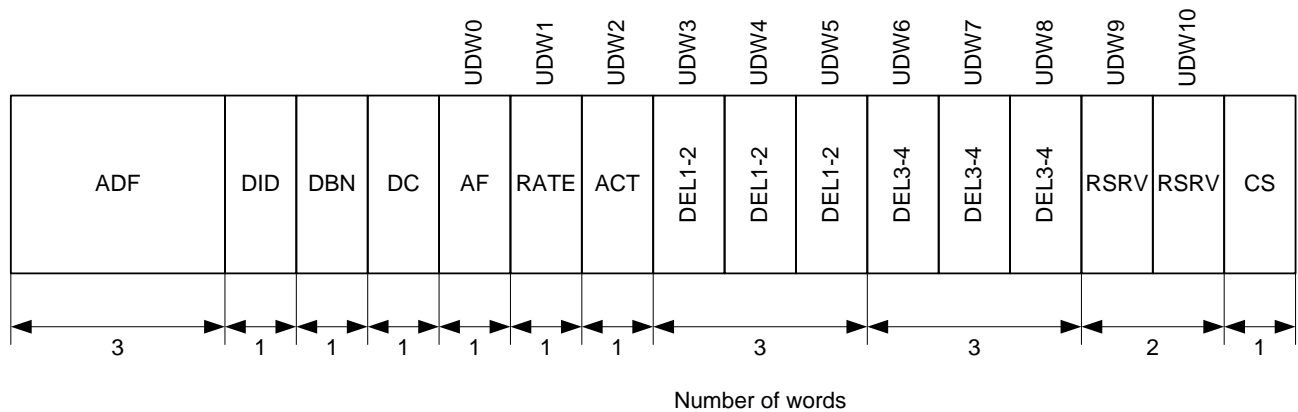 UDW0 UDW1 UDW2 UDW3 UDW4 UDW5 UDW6 UDW7 UDW8 UDW9 UDW10
ADF DID DBN DC AF RATE ACT DEL1-2 DEL1-2 DEL1-2 DEL3-4 DEL3-4 DEL3-4 RSRV RSRV CS
3 1 1 1 1 1 1 3 3 2 1
Number of words